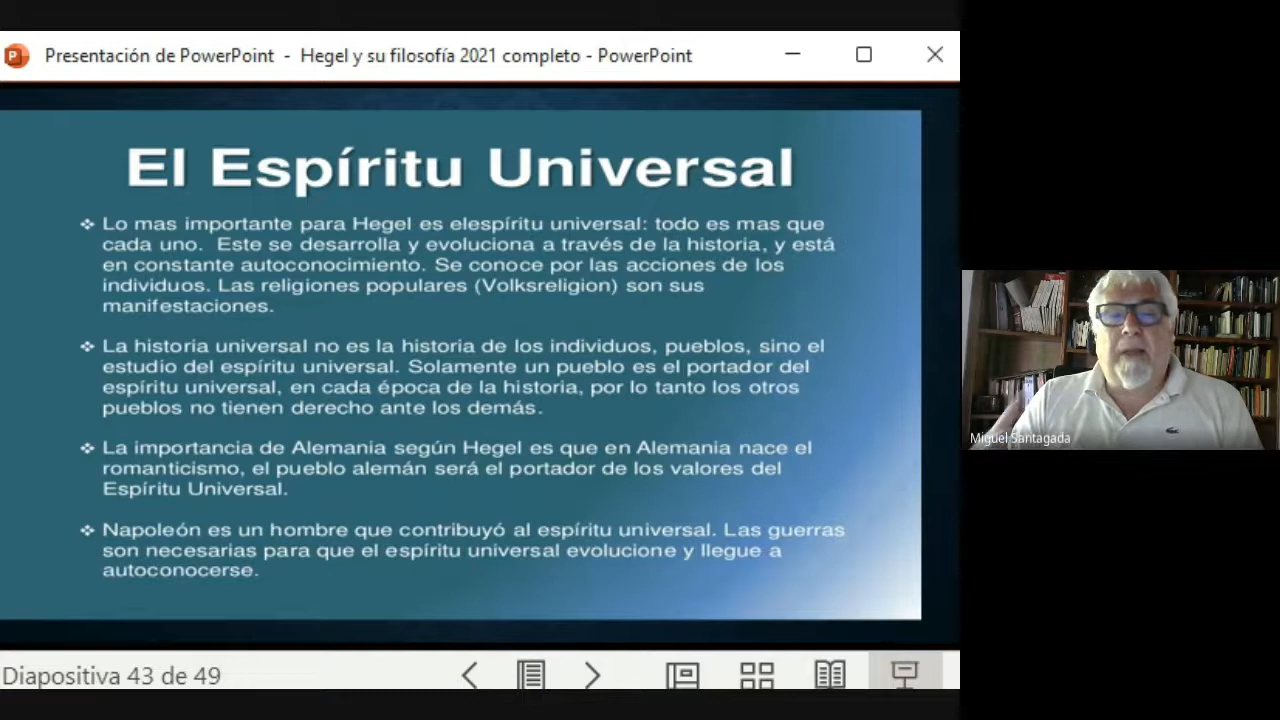 Presentación de PowerPoint - Hegel y su filosofía 2021 completo - PowerPoint
El Espíritu Universal
❖ Lo mas importante para Hegel es elespíritu universal: todo es mas que
cada uno. Este se desarrolla y evoluciona a través de la historia, y está
en constante autoconocimiento. Se conoce por las acciones de los
individuos. Las religiones populares (Volksreligion) son sus
manifestaciones.
❖ La historia universal no es la historia de los individuos, pueblos, sino el
estudio del espíritu universal. Solamente un pueblo es el portador del
espíritu universal, en cada época de la historia, por lo tanto los otros
pueblos no tienen derecho ante los demás.
❖ La importancia de Alemania según Hegel es que en Alemania nace el
romanticismo, el pueblo alemán será el portador de los valores del
Espíritu Universal.
❖ Napoleón es un hombre que contribuyó al espíritu universal. Las guerras
son necesarias para que el espíritu universal evolucione y llegue a
autoconocerse.
Miguel Santagada
Diapositiva 43 de 49